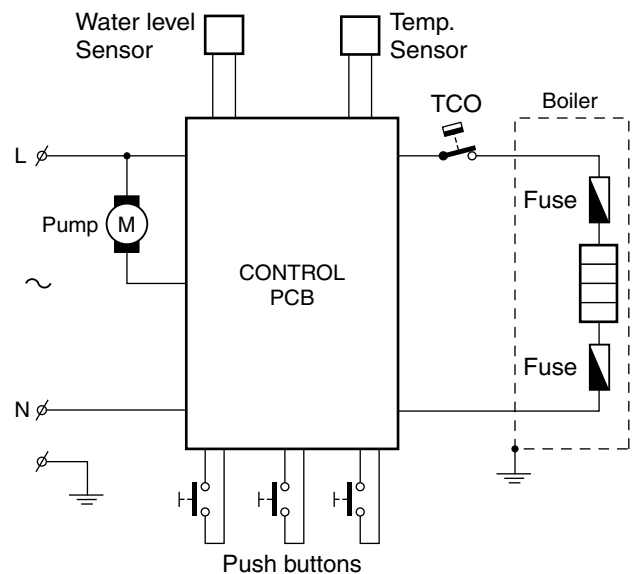 Water level
Sensor
Temp.
Sensor
TCO
Boiler
L
Fuse
Pump
M
CONTROL
PCB
Fuse
N
Push buttons